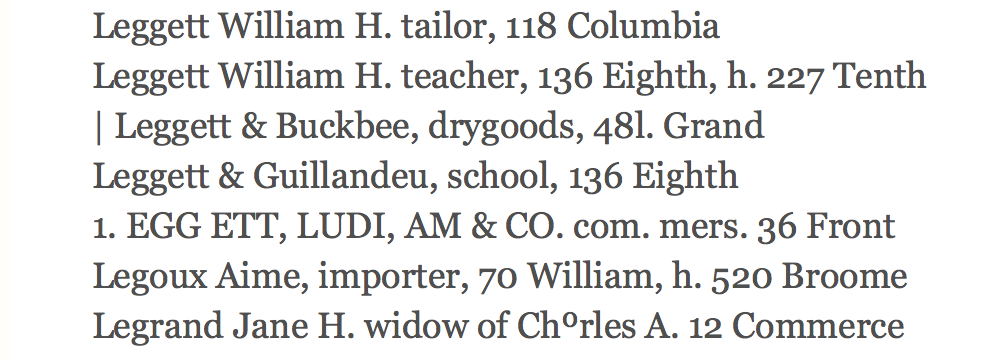 Leggett William H. tailor, 118 Columbia
Leggett William H. teacher, 136 Eighth, h. 227 Tenth
| Leggett & Buckbee, drygoods, 48l. Grand
Leggett & Guillandeu, school, 136 Eighth
1. EGG ETT, LUDI, AM & CO. com. mers. 36 Front
Legoux Aime, importer, 70 William, h. 520 Broome
Legrand Jane H. widow of Chºrles A. 12 Commerce